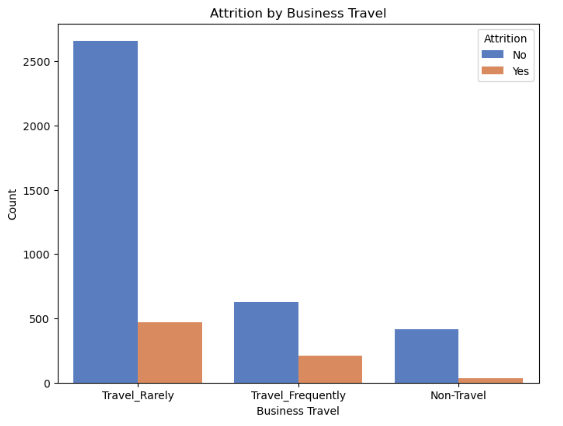 Attrition by Business Travel
Attrition
No
Yes
2500
2000
1500
1000
500
0
Count
Travel_Rarely
Travel_Frequently
Non-Travel
Business Travel